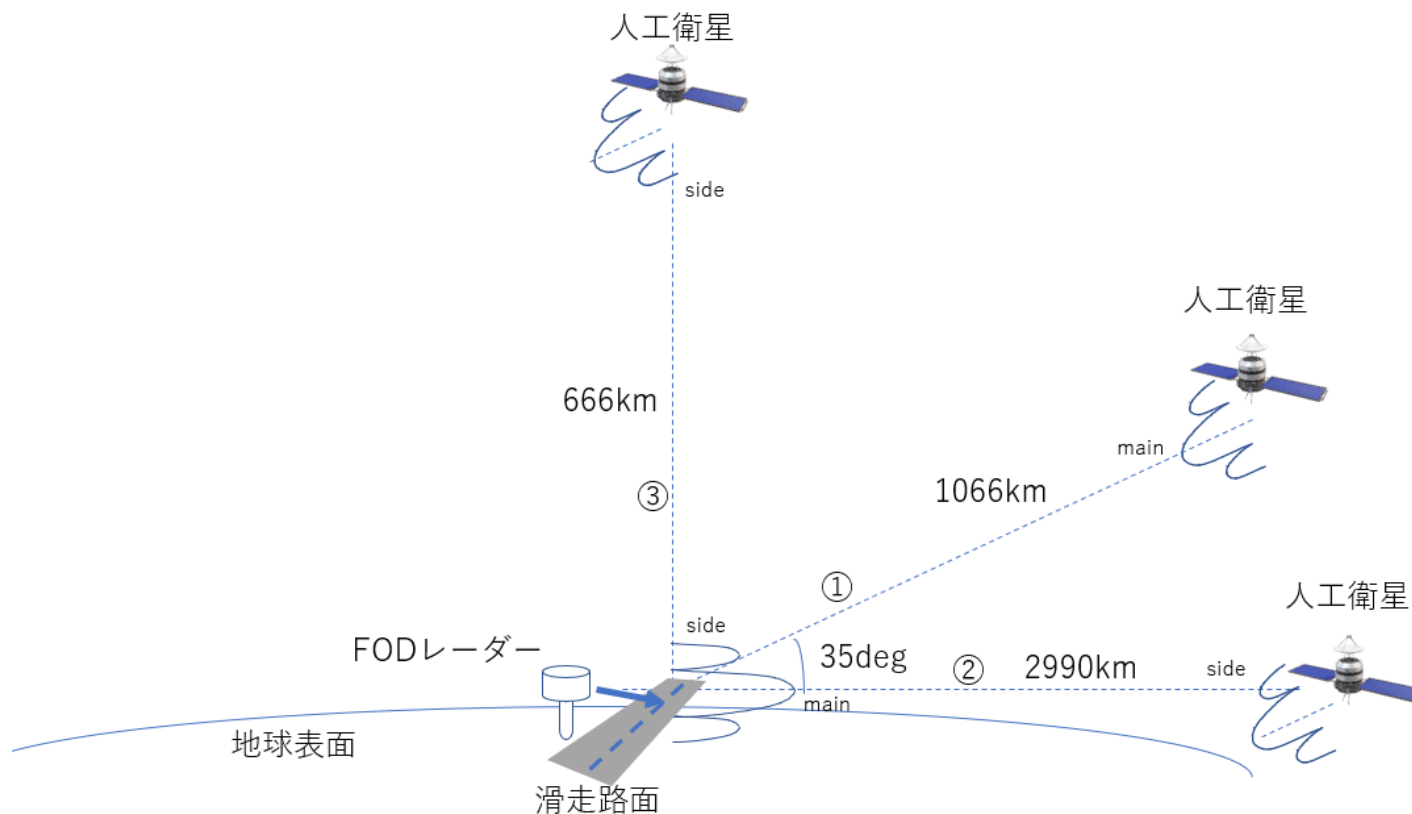 人工衛星
side
人工衛星
666km
main
1066km
③
①
人工衛星
side
FODレーダー
35deg
②
2990km
side
main
地球表面
滑走路面